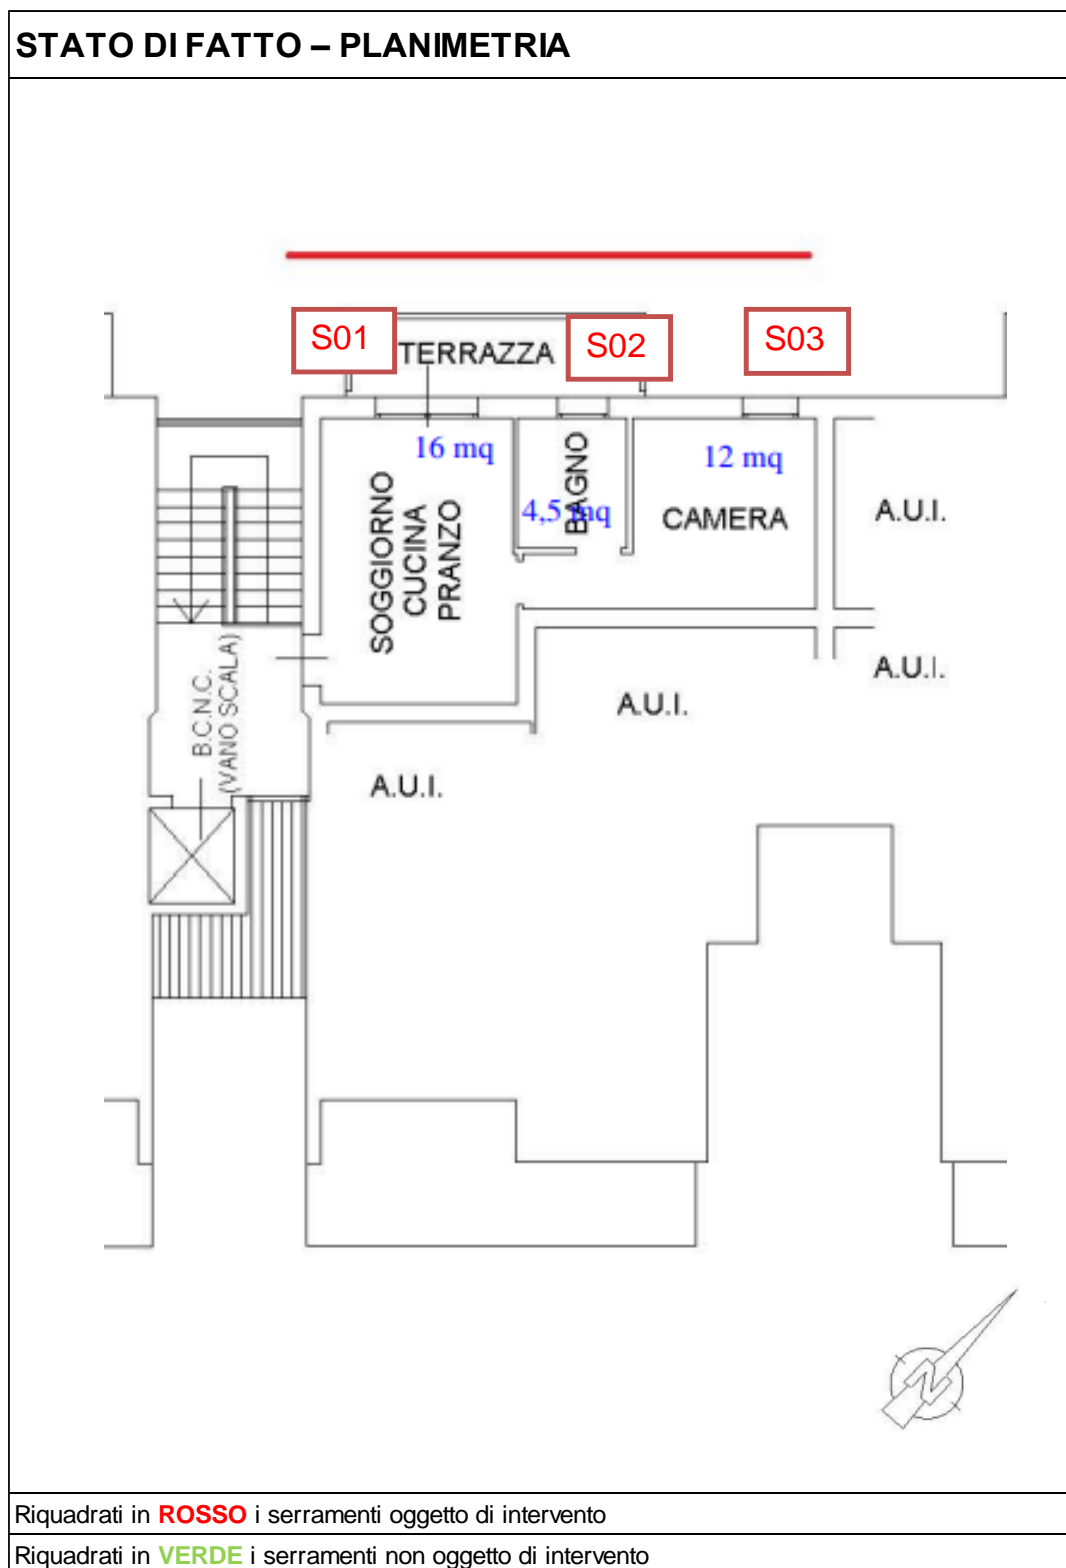 STATO DI FATTO – PLANIMETRIA
S01
TERRAZZA
S02
S03
16 mq
12 mq
4,5 mq
BAGNO
SOGGIORNO
CUCINA
PRANZO
CAMERA
A.U.I.
A.U.I.
A.U.I.
A.U.I.
B.C.N.C.
(VANO SCALA)
N
Riquadrati in ROSSO i serramenti oggetto di intervento
Riquadrati in VERDE i serramenti non oggetto di intervento